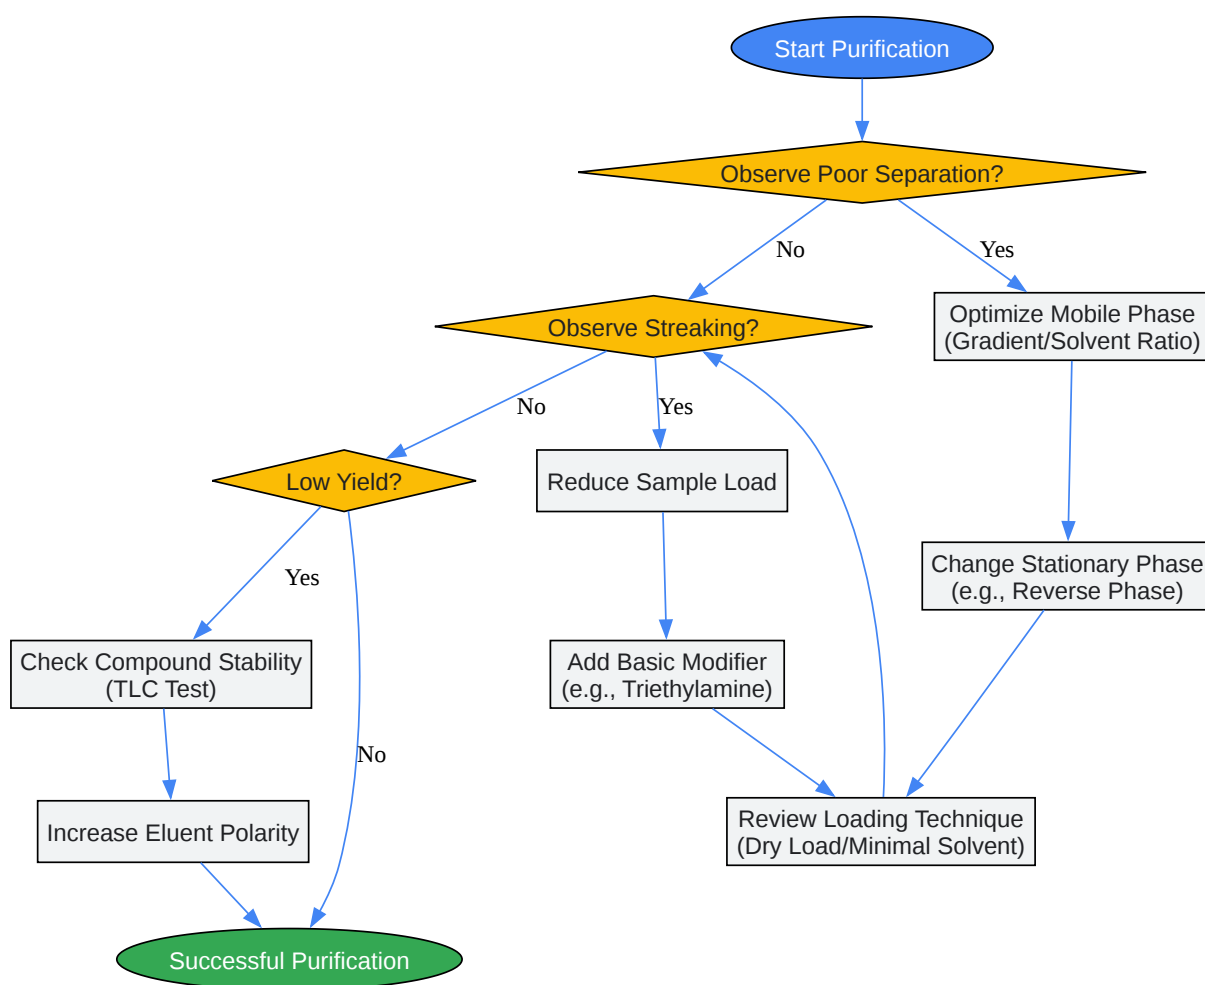 Start Purification
Observe Poor Separation?
No
Yes
Optimize Mobile Phase
(Gradient/Solvent Ratio)
Observe Streaking?
No
Yes
Low Yield?
Reduce Sample Load
Change Stationary Phase
(e.g., Reverse Phase)
Yes
Check Compound Stability
(TLC Test)
Add Basic Modifier
(e.g., Triethylamine)
No
Increase Eluent Polarity
Review Loading Technique
(Dry Load/Minimal Solvent)
Successful Purification